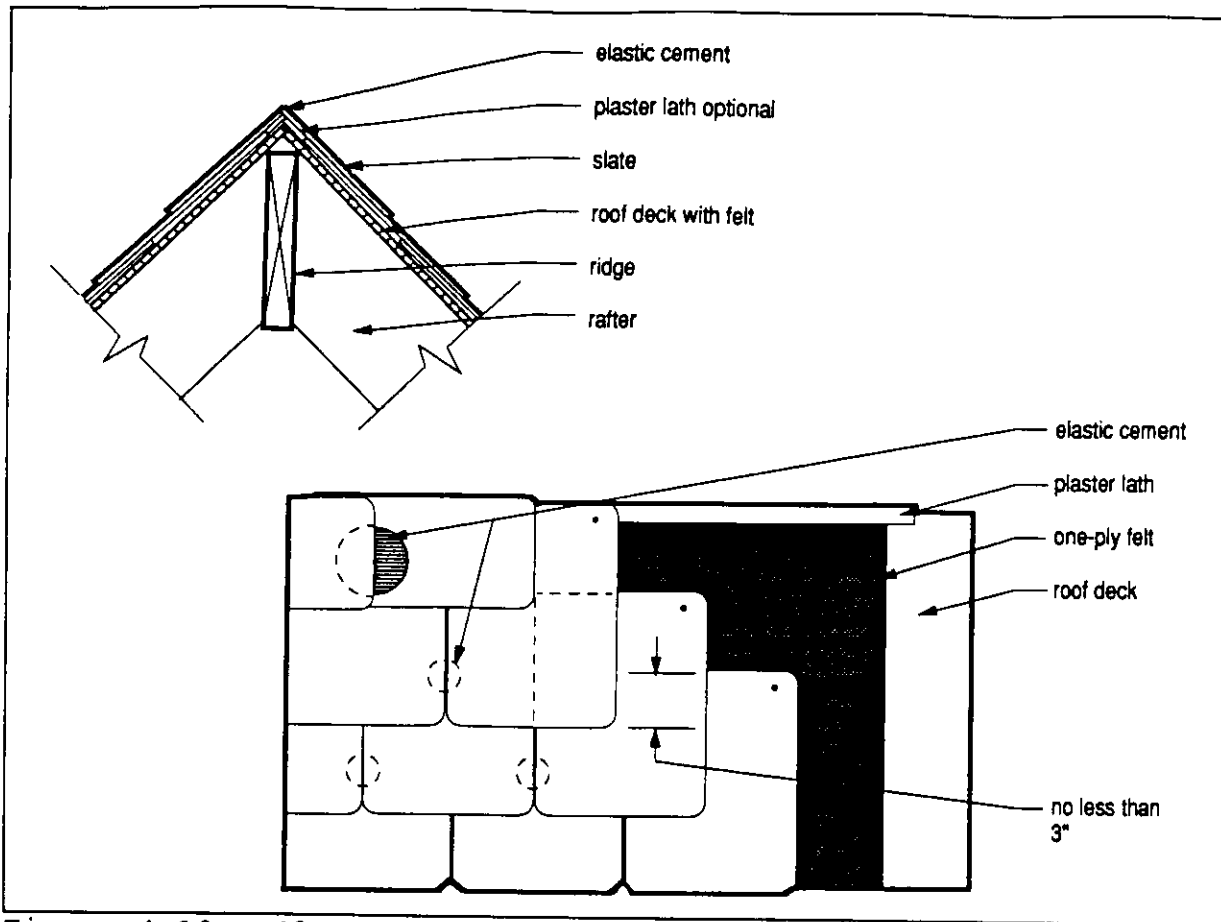 elastic cement
plaster lath optional
slate
roof deck with felt
ridge
rafter
elastic cement
plaster lath
one-ply felt
roof deck
no less than
3"